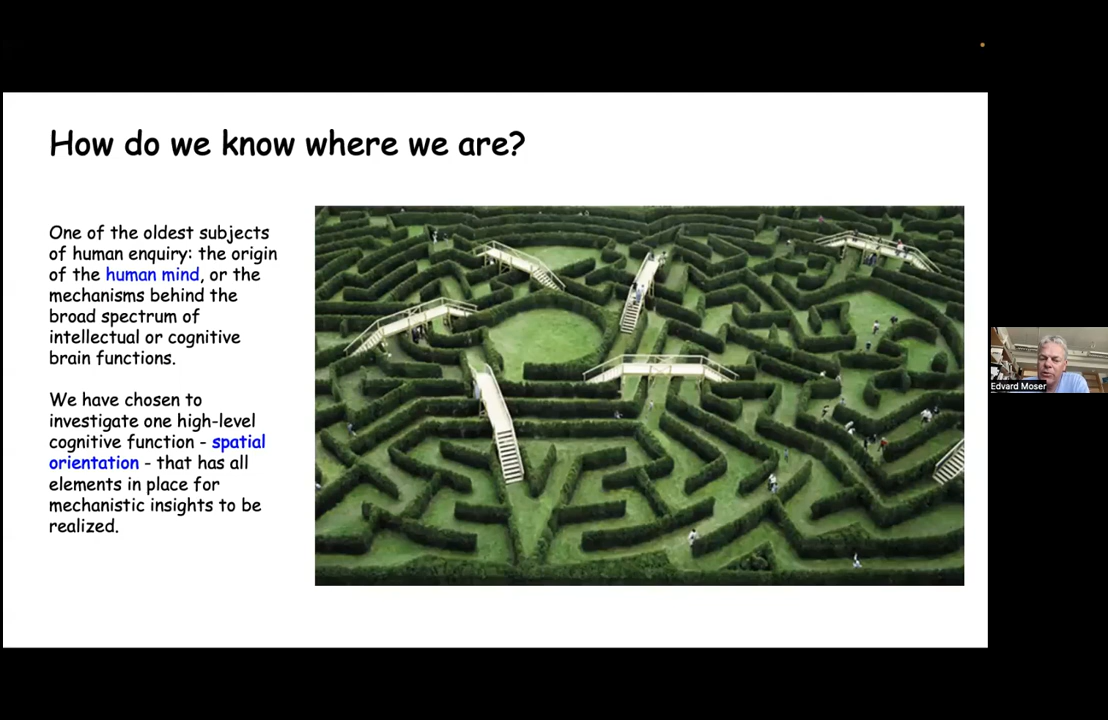 How do we know where we are?
One of the oldest subjects
of human enquiry: the origin
of the human mind, or the
mechanisms behind the
broad spectrum of
intellectual or cognitive
brain functions.
We have chosen to
investigate one high-level
cognitive function - spatial
orientation - that has all
elements in place for
mechanistic insights to be
realized.
Edvard Moser